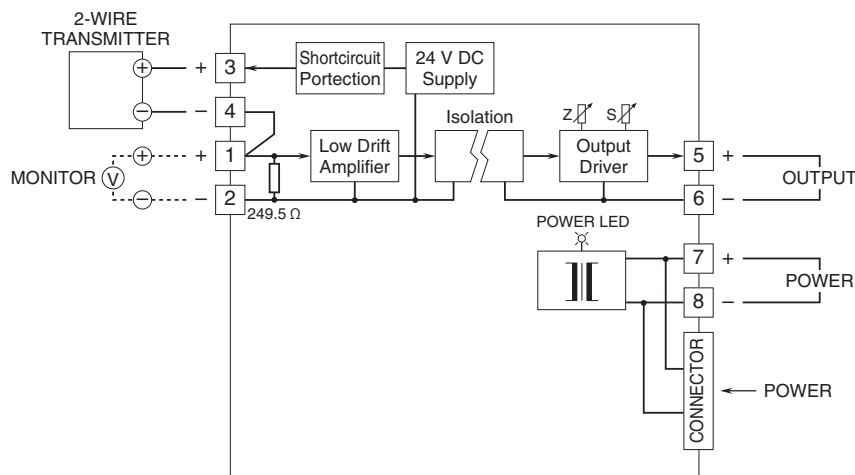 2-WIRE
TRANSMITTER
+ + 3
− − 4
Shortcircuit
Portection
24 V DC
Supply
MONITOR
V
+ + 1
− − 2
249.5 Ω
Low Drift
Amplifier
Isolation
Z
S
Output
Driver
5 +
6 −
OUTPUT
POWER LED
7 +
8 −
POWER
CONNECTOR
POWER